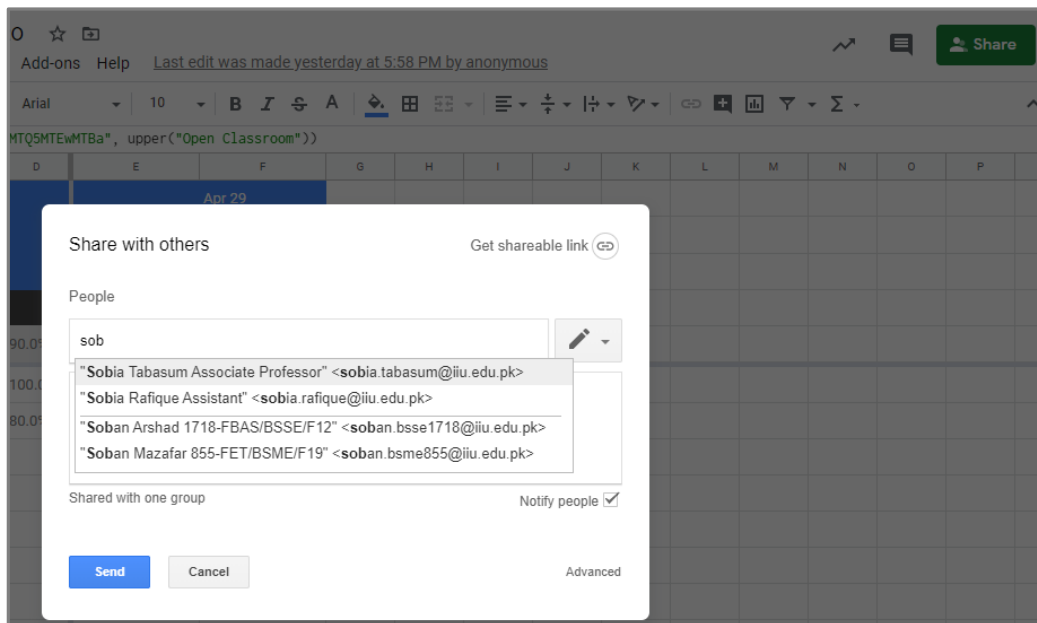 O
Share
Add-ons Help Last edit was made yesterday at 5:58 PM by anonymous
Arial 10 B I S A
MTQ5MTEwMTBa", upper("Open Classroom"))
D E F G H I J K L M N O P
Apr 29
Share with others
Get shareable link
People
90.0%
sob
"Sobia Tabasum Associate Professor" <sobia.tabasum@iiu.edu.pk>
100.0
"Sobia Rafique Assistant" <sobia.rafique@iiu.edu.pk>
80.0%
"Soban Arshad 1718-FBAS/BSSE/F12" <soban.bsse1718@iiu.edu.pk>
"Soban Mazafar 855-FET/BSME/F19" <soban.bsme855@iiu.edu.pk>
Shared with one group
Notify people
Send
Cancel
Advanced